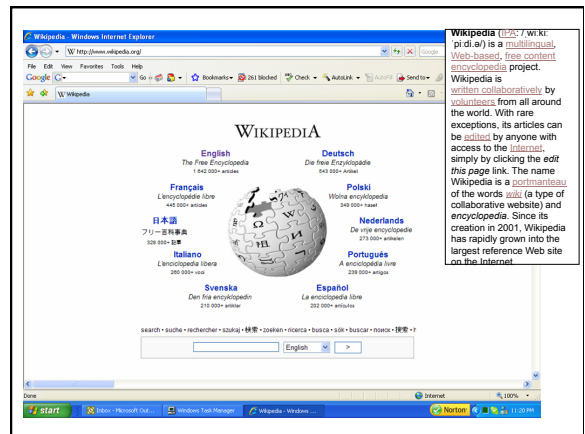 Wikipedia - Windows Internet Explorer
http://www.wikipedia.org/
Google
File Edit View Favorites Tools Help
Google G Go Bookmarks 261 blocked Check AutoLink AutoFill Send to
Wikipedia
WIKIPEDIA
English
The Free Encyclopedia
1 642 000+ articles
Deutsch
Die freie Enzyklopädie
643 000+ Artikel
Français
L'encyclopédie libre
446 000+ articles
Polski
Wolna encyklopedia
349 000+ haseł
日本語
フリー百科事典
328 000+ 記事
Nederlands
De vrije encyclopedie
273 000+ artikelen
Italiano
L'enciclopedia libera
260 000+ voci
Português
A enciclopédia livre
239 000+ artigos
Svenska
Den fria encyklopedin
210 000+ artiklar
Español
La enciclopedia libre
202 000+ artículos
search • suche • rechercher • szukaj • 検索 • zoeken • ricerca • busca • sök • buscar • поиск • 搜索 •
English >
Wikipedia (IPA: /ˌwiːkiː
ˈpiːdi.ə/) is a multilingual,
Web-based, free content
encyclopedia project.
Wikipedia is
written collaboratively by
volunteers from all around
the world. With rare
exceptions, its articles can
be edited by anyone with
access to the Internet,
simply by clicking the edit
this page link. The name
Wikipedia is a portmanteau
of the words wiki (a type of
collaborative website) and
encyclopedia. Since its
creation in 2001, Wikipedia
has rapidly grown into the
largest reference Web site
on the Internet.
Done Internet 100%
start Inbox - Microsoft Out... Windows Task Manager Wikipedia - Windows ... Norton 11:20 PM